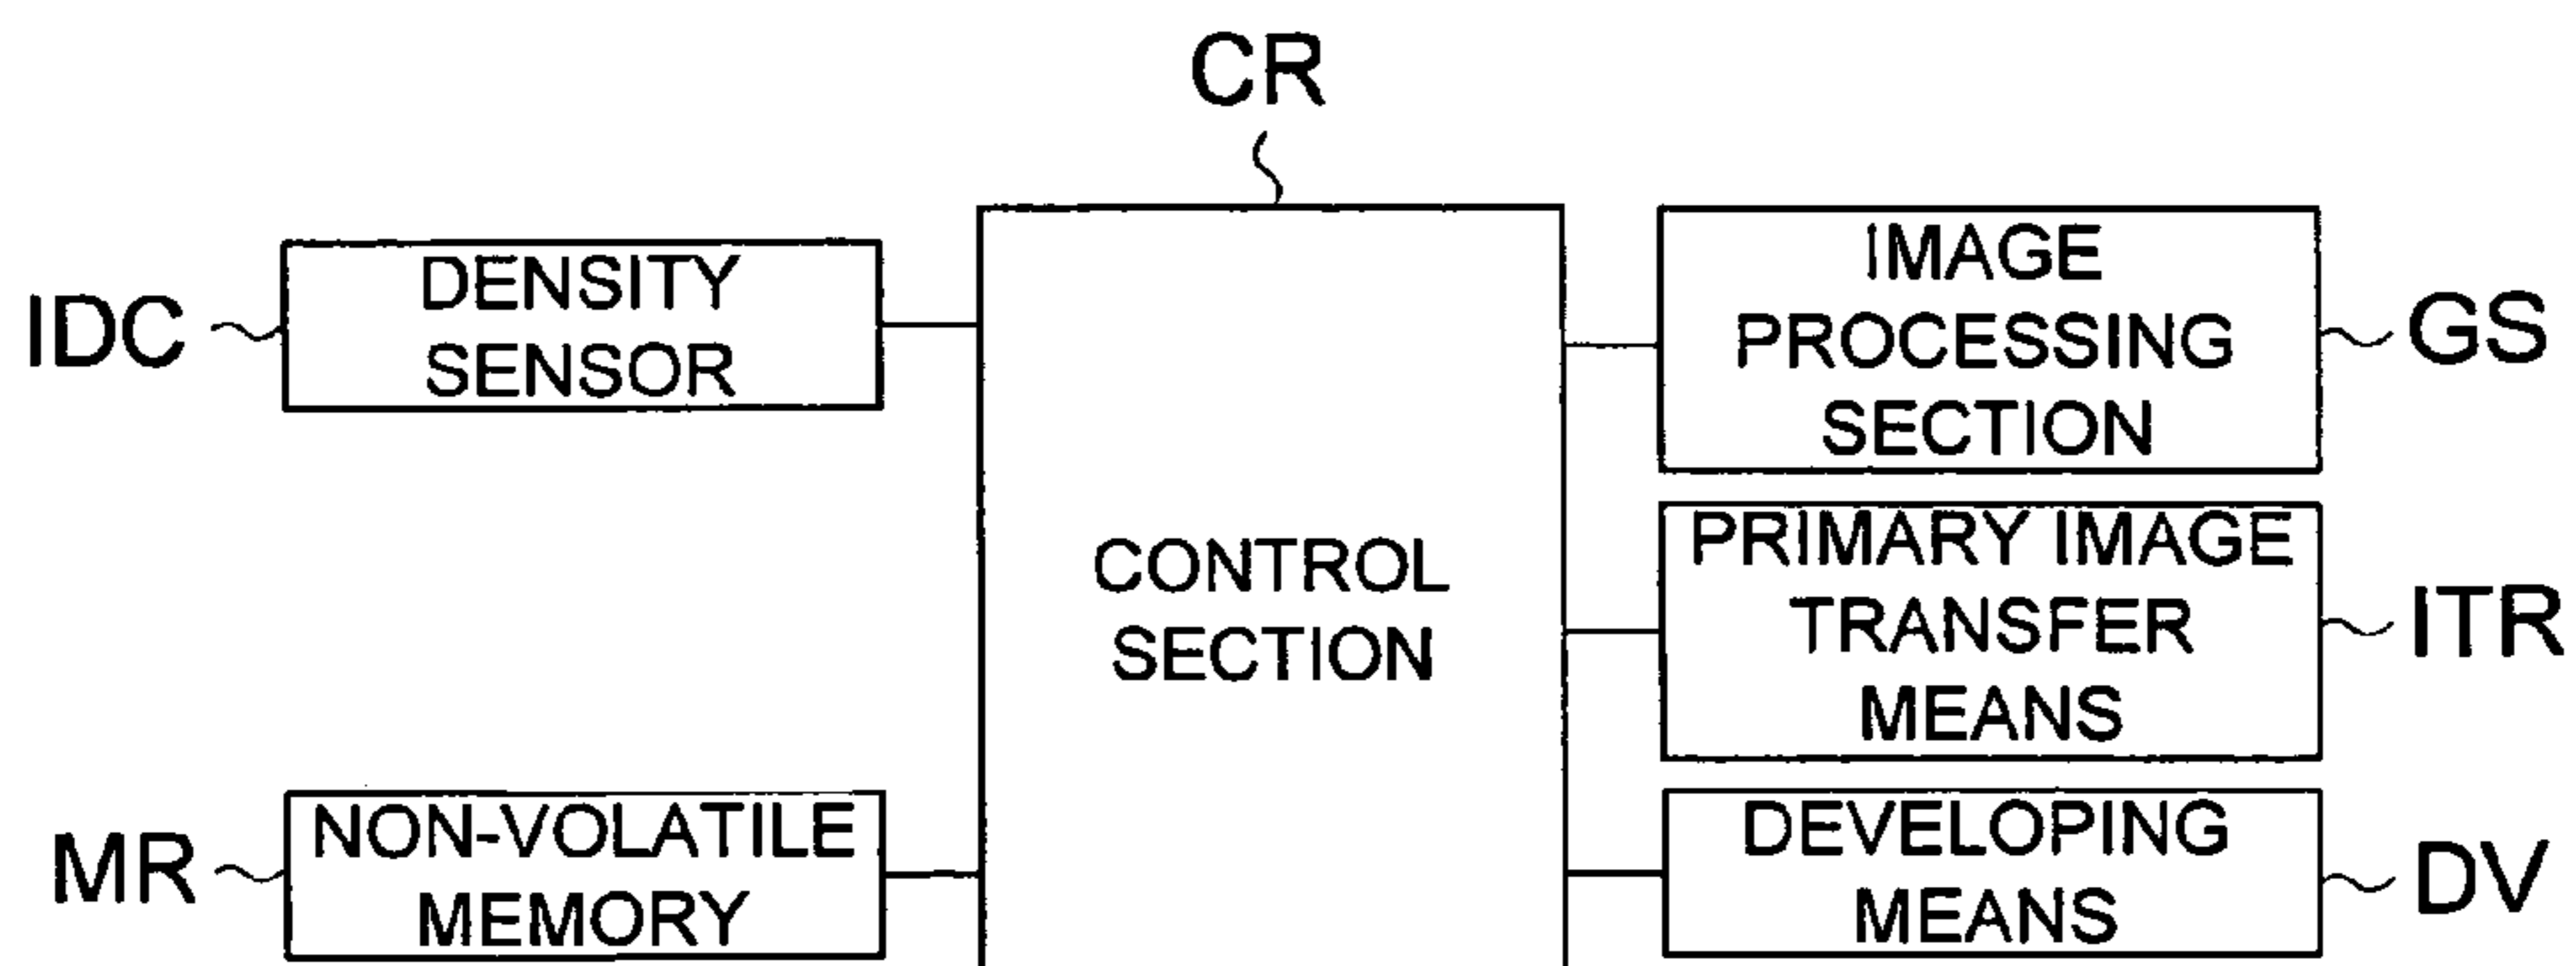 CR
IDC
DENSITY
SENSOR
MR
NON-VOLATILE
MEMORY
CONTROL
SECTION
IMAGE
PROCESSING
SECTION
GS
PRIMARY IMAGE
TRANSFER
MEANS
ITR
DEVELOPING
MEANS
DV